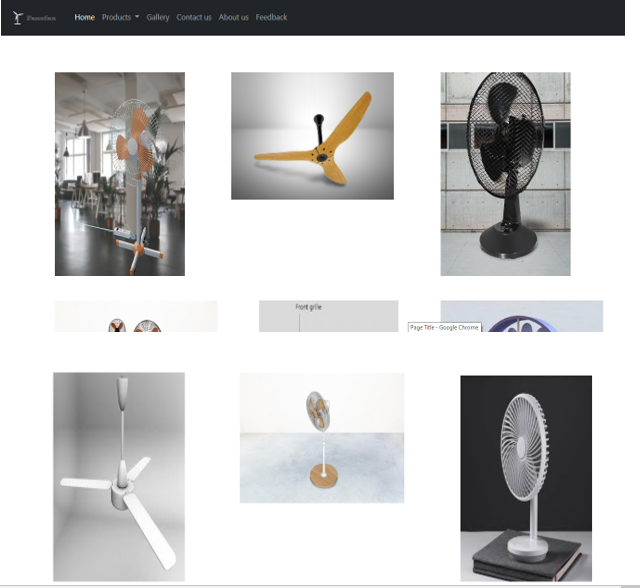 Home Products Gallery Contact us About us Feedback
Front grille
Page Title - Google Chrome